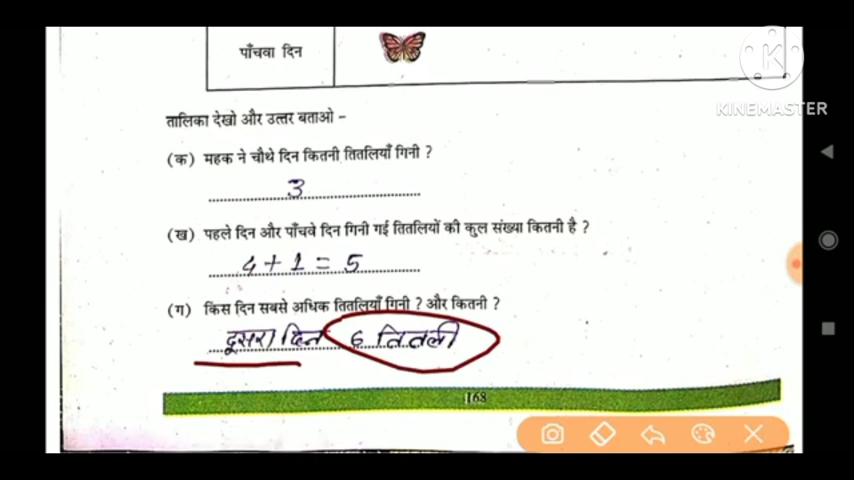 पाँचवा दिन
K
KINEMASTER
तालिका देखो और उत्तर बताओ –
(क) महक ने चौथे दिन कितनी तितलियाँ गिनी ?
3
(ख) पहले दिन और पाँचवे दिन गिनी गई तितलियों की कुल संख्या कितनी है ?
4 + 1 = 5
(ग) किस दिन सबसे अधिक तितलियाँ गिनी ? और कितनी ?
दूसरा दिन 6 तितली
168